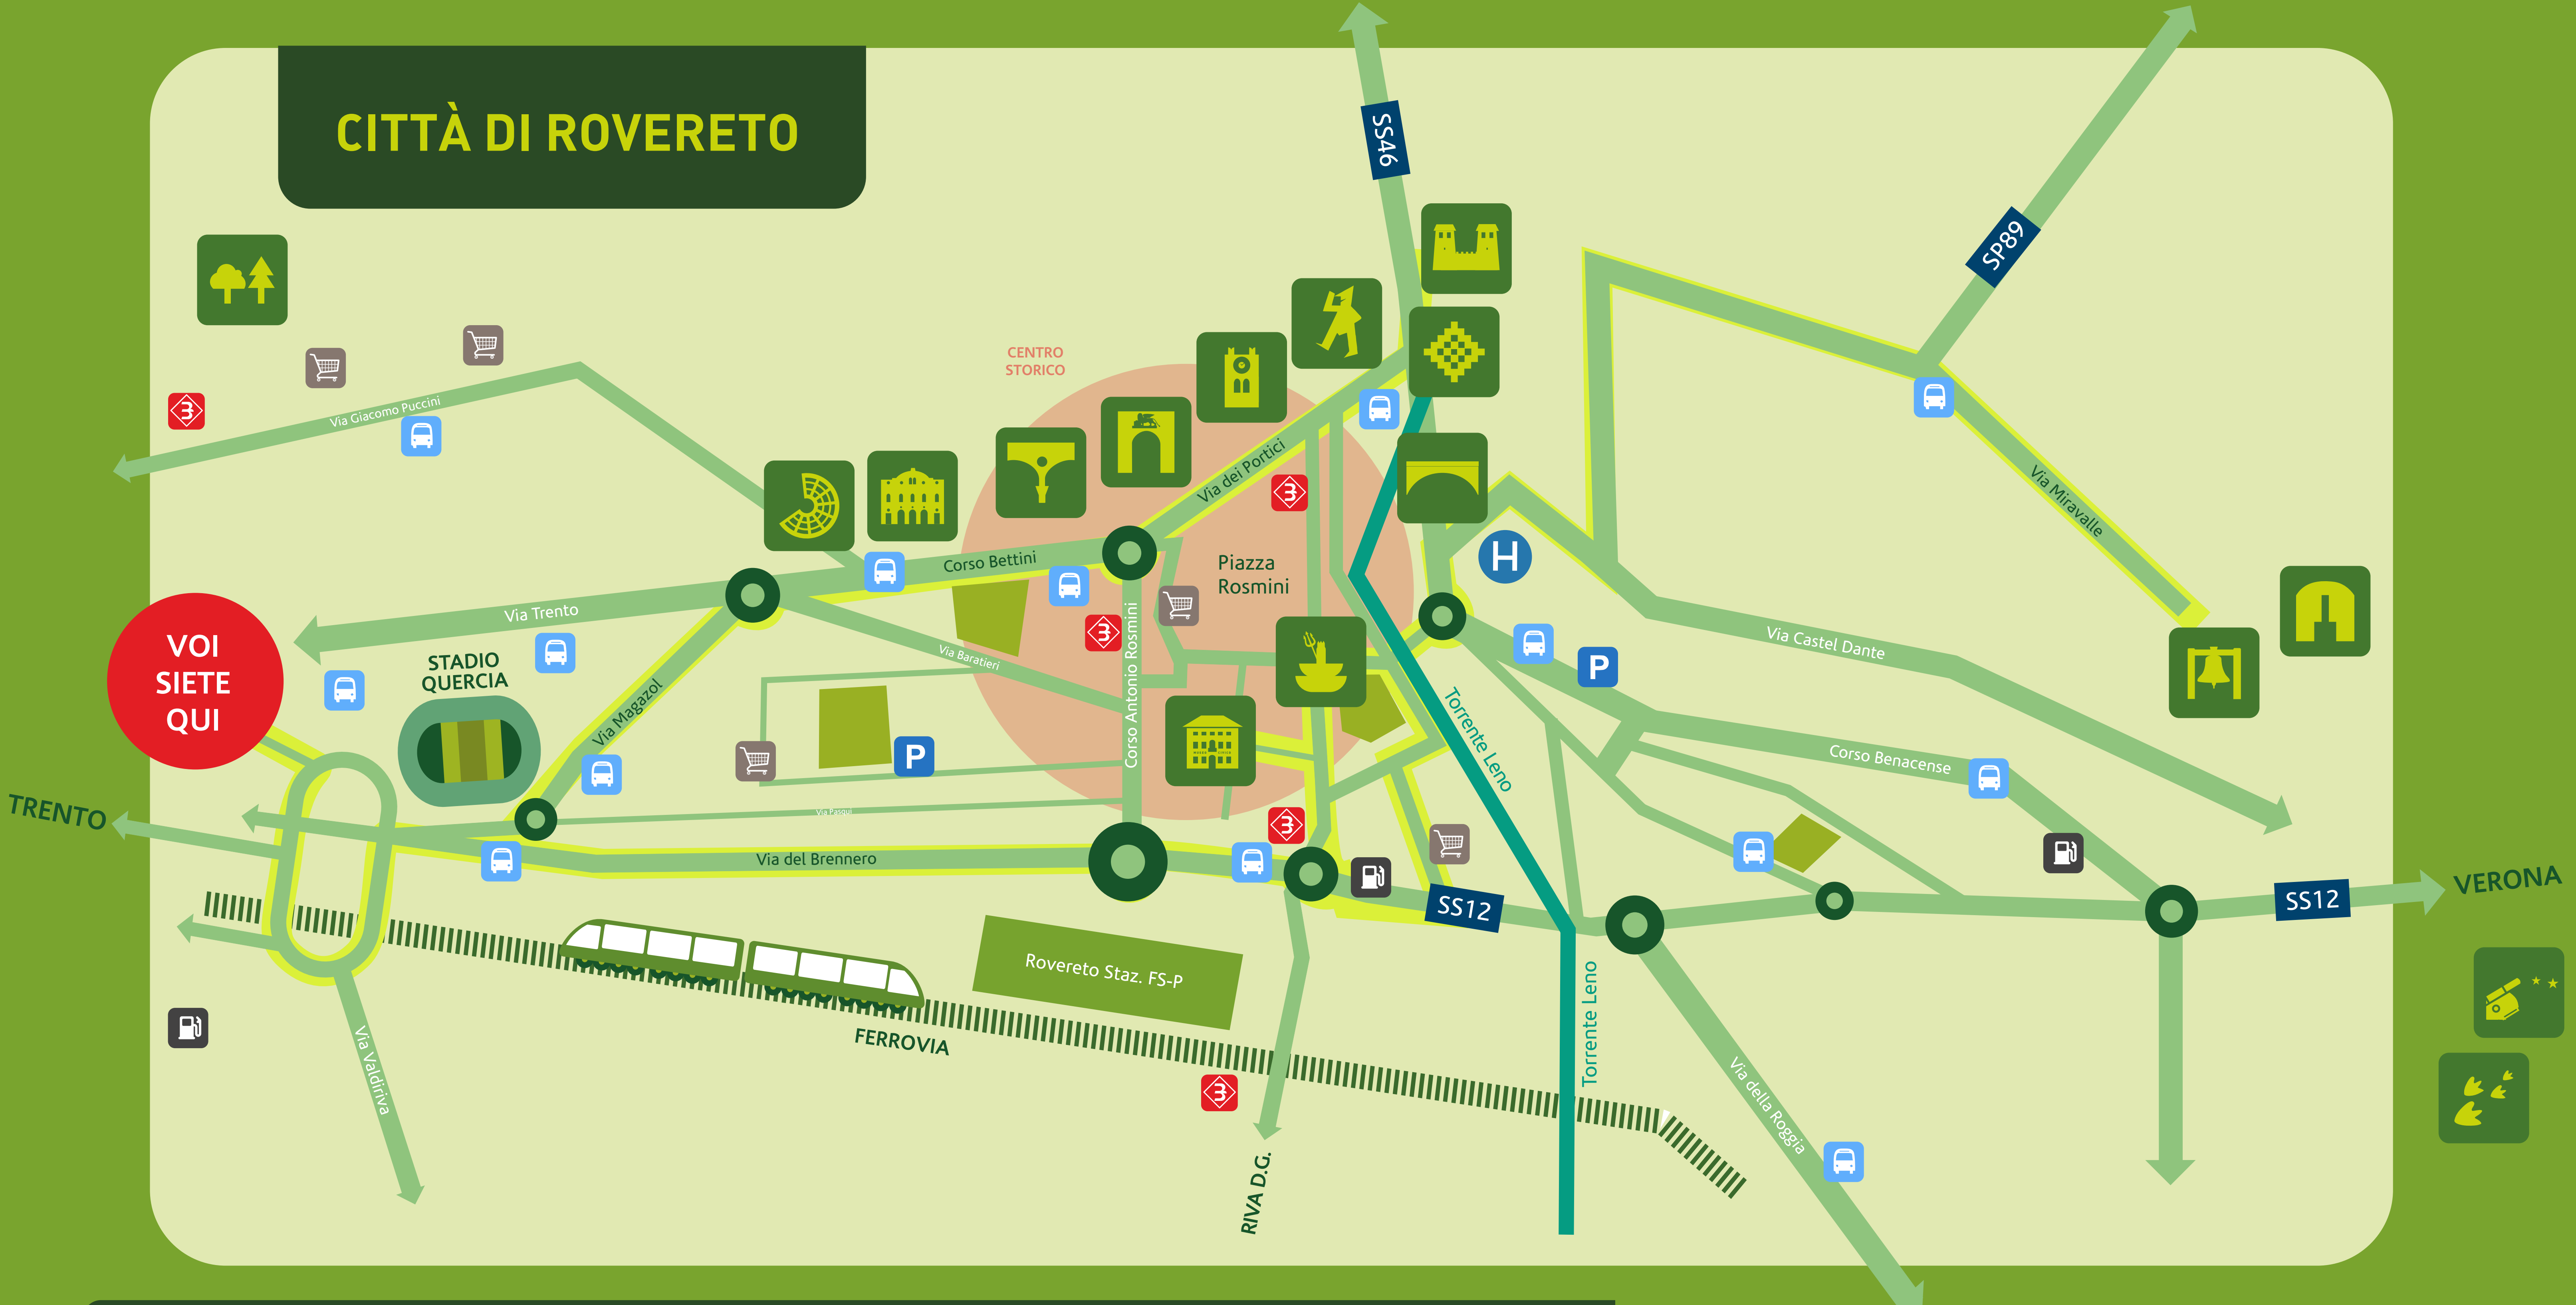 CITTÀ DI ROVERETO
SS46
SP89
CENTRO
STORICO
Via Giacomo Puccini
Via dei Portici
Via Miravalle
Corso Bettini
H
Piazza
Rosmini
Via Trento
VOI
SIETE
QUI
STADIO
QUERCIA
Via Baratieri
Corso Antonio Rosmini
Via Castel Dante
P
Via Magazol
Torrente Leno
P
Corso Benacense
TRENTO
Via Pasqui
Via del Brennero
SS12
SS12
VERONA
Rovereto Staz. FS-P
FERROVIA
Torrente Leno
Via Valdiriva
Via della Roggia
RIVA D.G.